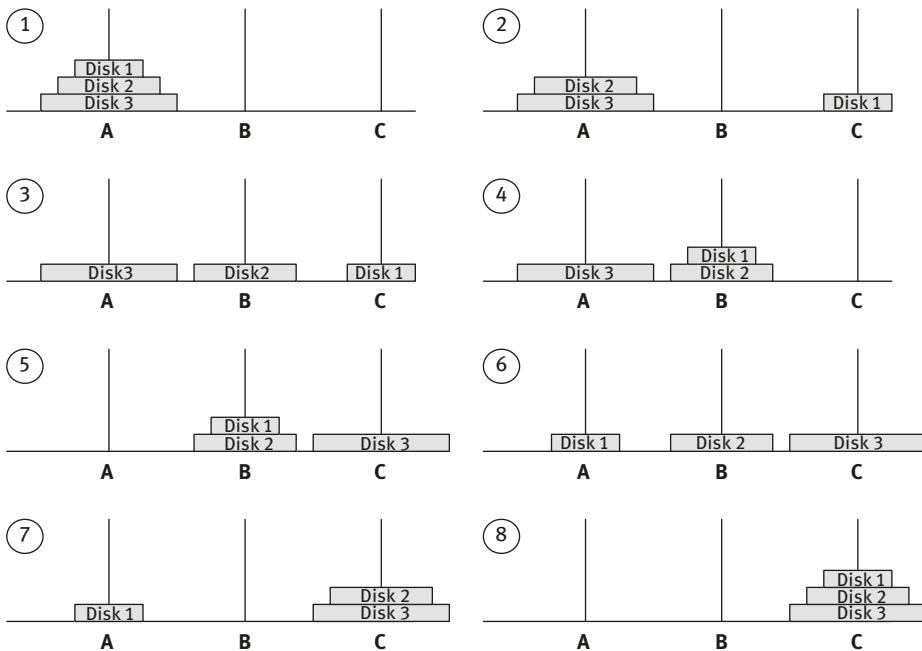 1
Disk 1
Disk 2
Disk 3
A B C
2
Disk 2
Disk 3 Disk 1
A B C
3
Disk3 Disk2 Disk 1
A B C
4
Disk 1
Disk 3 Disk 2
A B C
5
Disk 1
Disk 2 Disk 3
A B C
6
Disk 1 Disk 2 Disk 3
A B C
7
Disk 2
Disk 1 Disk 3
A B C
8
Disk 1
Disk 2
Disk 3
A B C